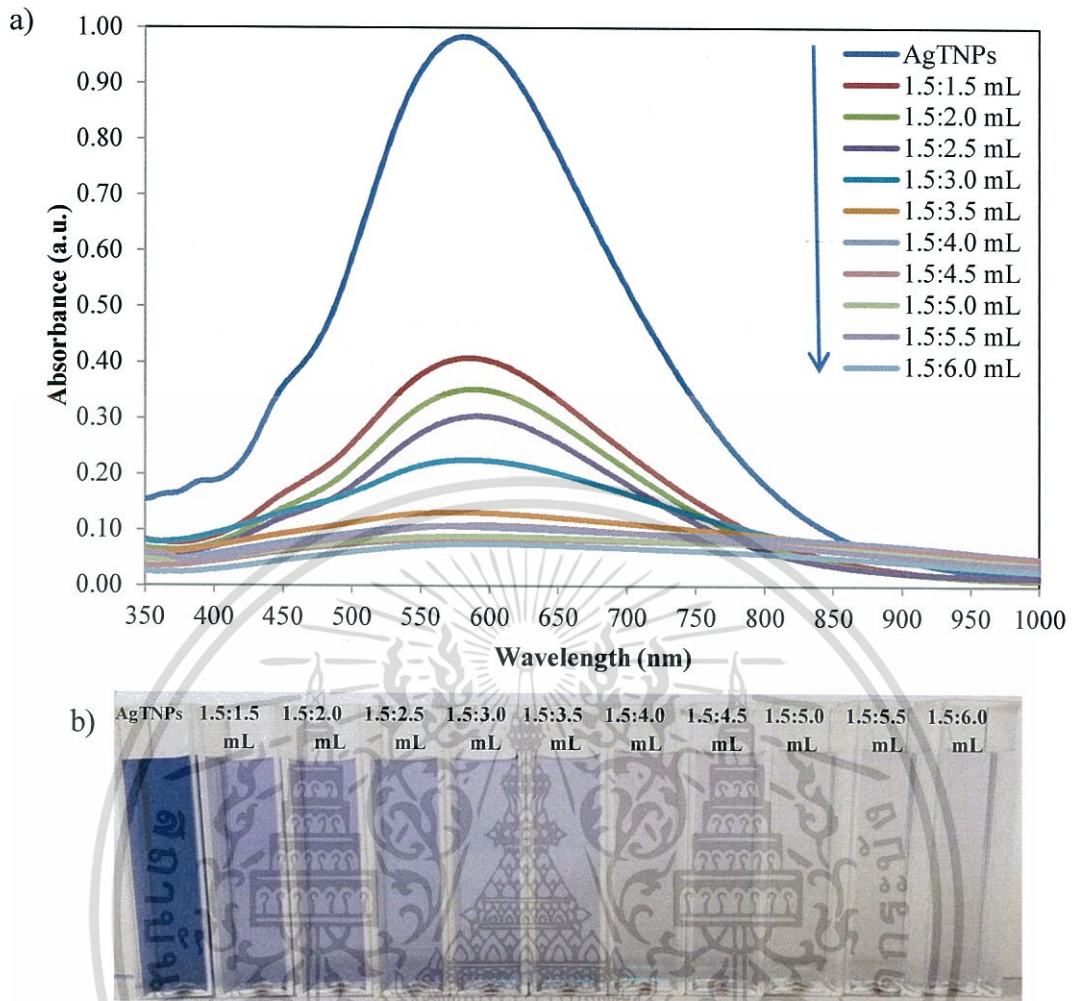 a)
1.00
0.90
0.80
0.70
0.60
0.50
0.40
0.30
0.20
0.10
0.00
Absorbance (a.u.)
AgTNPs
1.5:1.5 mL
1.5:2.0 mL
1.5:2.5 mL
1.5:3.0 mL
1.5:3.5 mL
1.5:4.0 mL
1.5:4.5 mL
1.5:5.0 mL
1.5:5.5 mL
1.5:6.0 mL
350 400 450 500 550 600 650 700 750 800 850 900 950 1000
Wavelength (nm)
b)
AgTNPs 1.5:1.5 1.5:2.0 1.5:2.5 1.5:3.0 1.5:3.5 1.5:4.0 1.5:4.5 1.5:5.0 1.5:5.5 1.5:6.0
mL mL mL mL mL mL mL mL mL mL